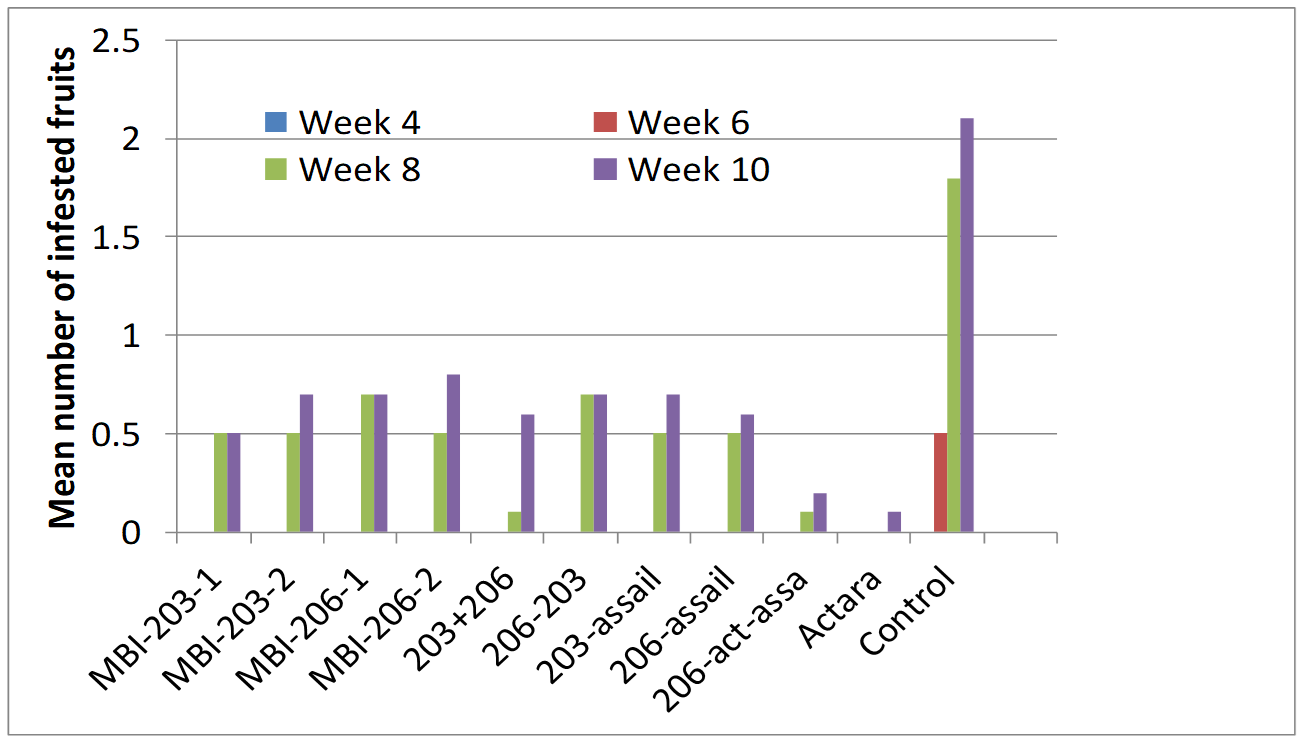 Mean number of infested fruits
2.5
2
1.5
1
0.5
0
Week 4
Week 6
Week 8
Week 10
MBI-203-1
MBI-203-2
MBI-206-1
MBI-206-2
203+206
206-203
203-assail
206-assail
206-act-assa
Actara
Control